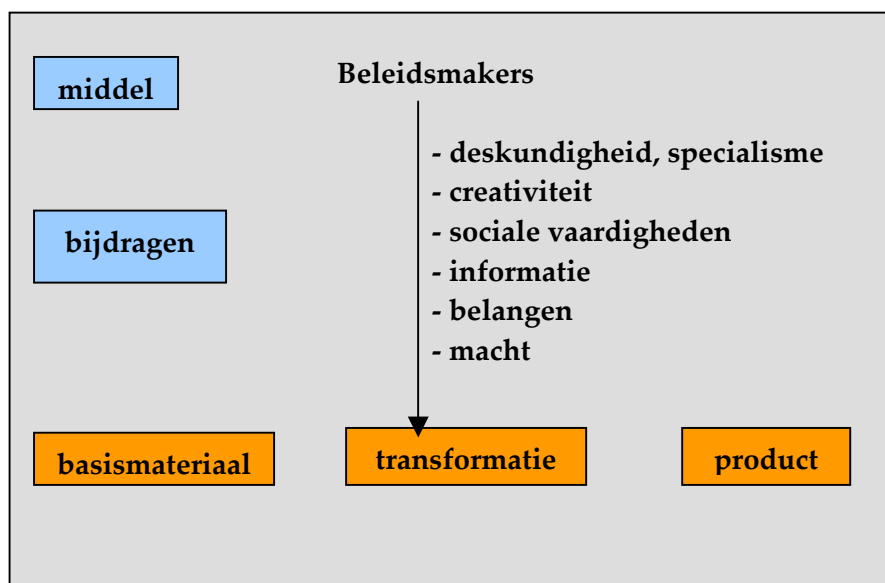 middel
Beleidsmakers
- deskundigheid, specialisme
- creativiteit
- sociale vaardigheden
- informatie
- belangen
- macht
bijdragen
basismateriaal
transformatie
product